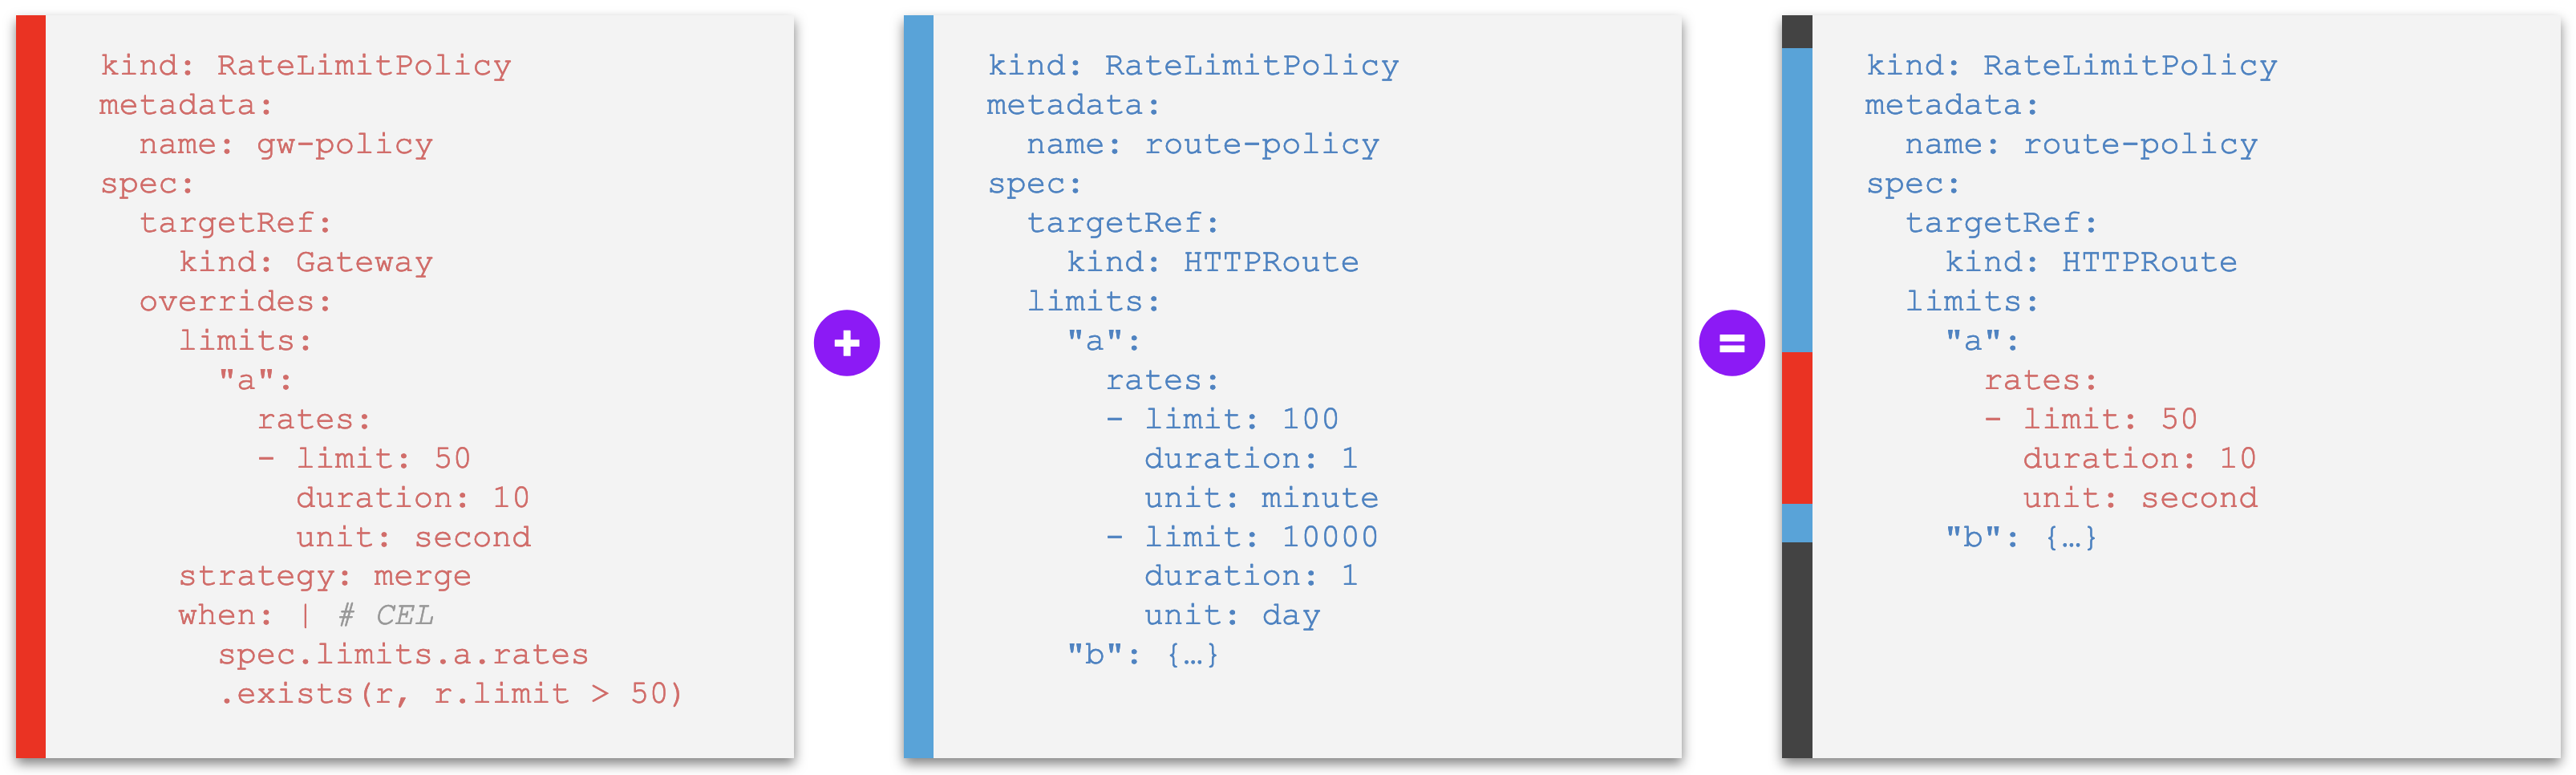 kind: RateLimitPolicy
metadata:
  name: gw-policy
spec:
  targetRef:
    kind: Gateway
  overrides:
    limits:
      "a":
        rates:
        - limit: 50
          duration: 10
          unit: second
    strategy: merge
    when: | # CEL
      spec.limits.a.rates
      .exists(r, r.limit > 50)
+
kind: RateLimitPolicy
metadata:
  name: route-policy
spec:
  targetRef:
    kind: HTTPRoute
  limits:
    "a":
      rates:
      - limit: 100
        duration: 1
        unit: minute
      - limit: 10000
        duration: 1
        unit: day
    "b": {…}
=
kind: RateLimitPolicy
metadata:
  name: route-policy
spec:
  targetRef:
    kind: HTTPRoute
  limits:
    "a":
      rates:
      - limit: 50
        duration: 10
        unit: second
    "b": {…}